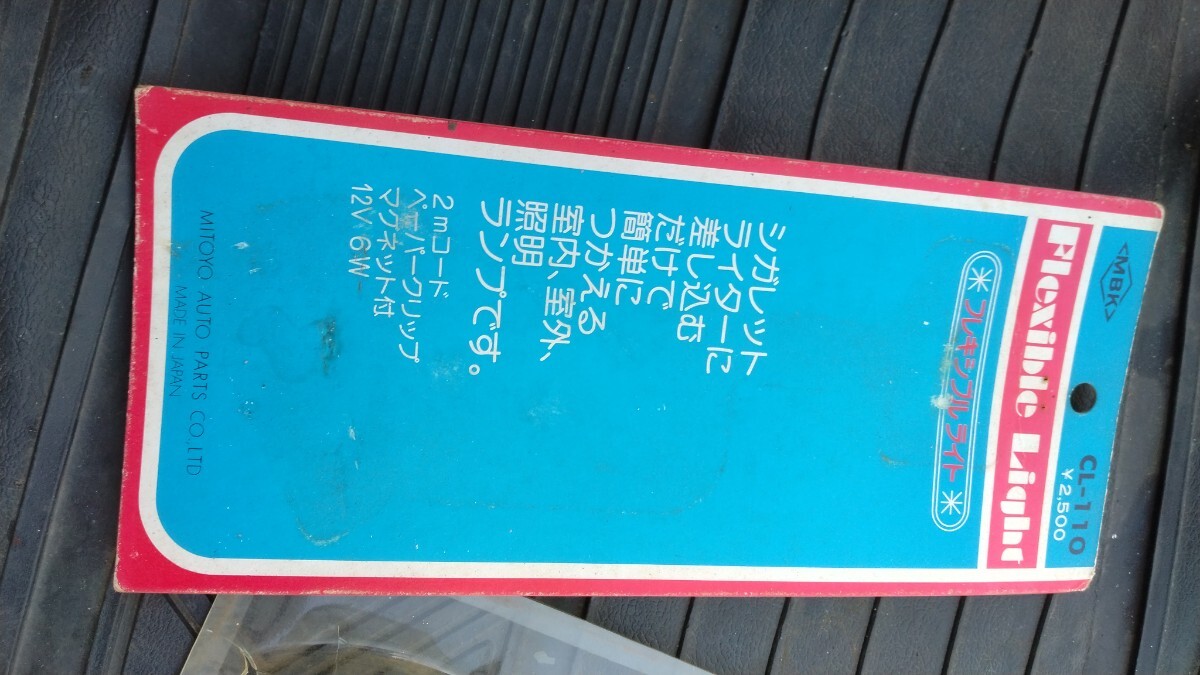 MBK
CL-110
¥2,500
Flexible Light
フレキシブルライト
シガレット
ライターに
差し込む
だけで
簡単に
つかえる
室内、室外、
照明
ランプです。
2mコード
ペーパークリップ
マグネット付
12V 6W
MITOYO AUTO PARTS CO.,LTD
MADE IN JAPAN